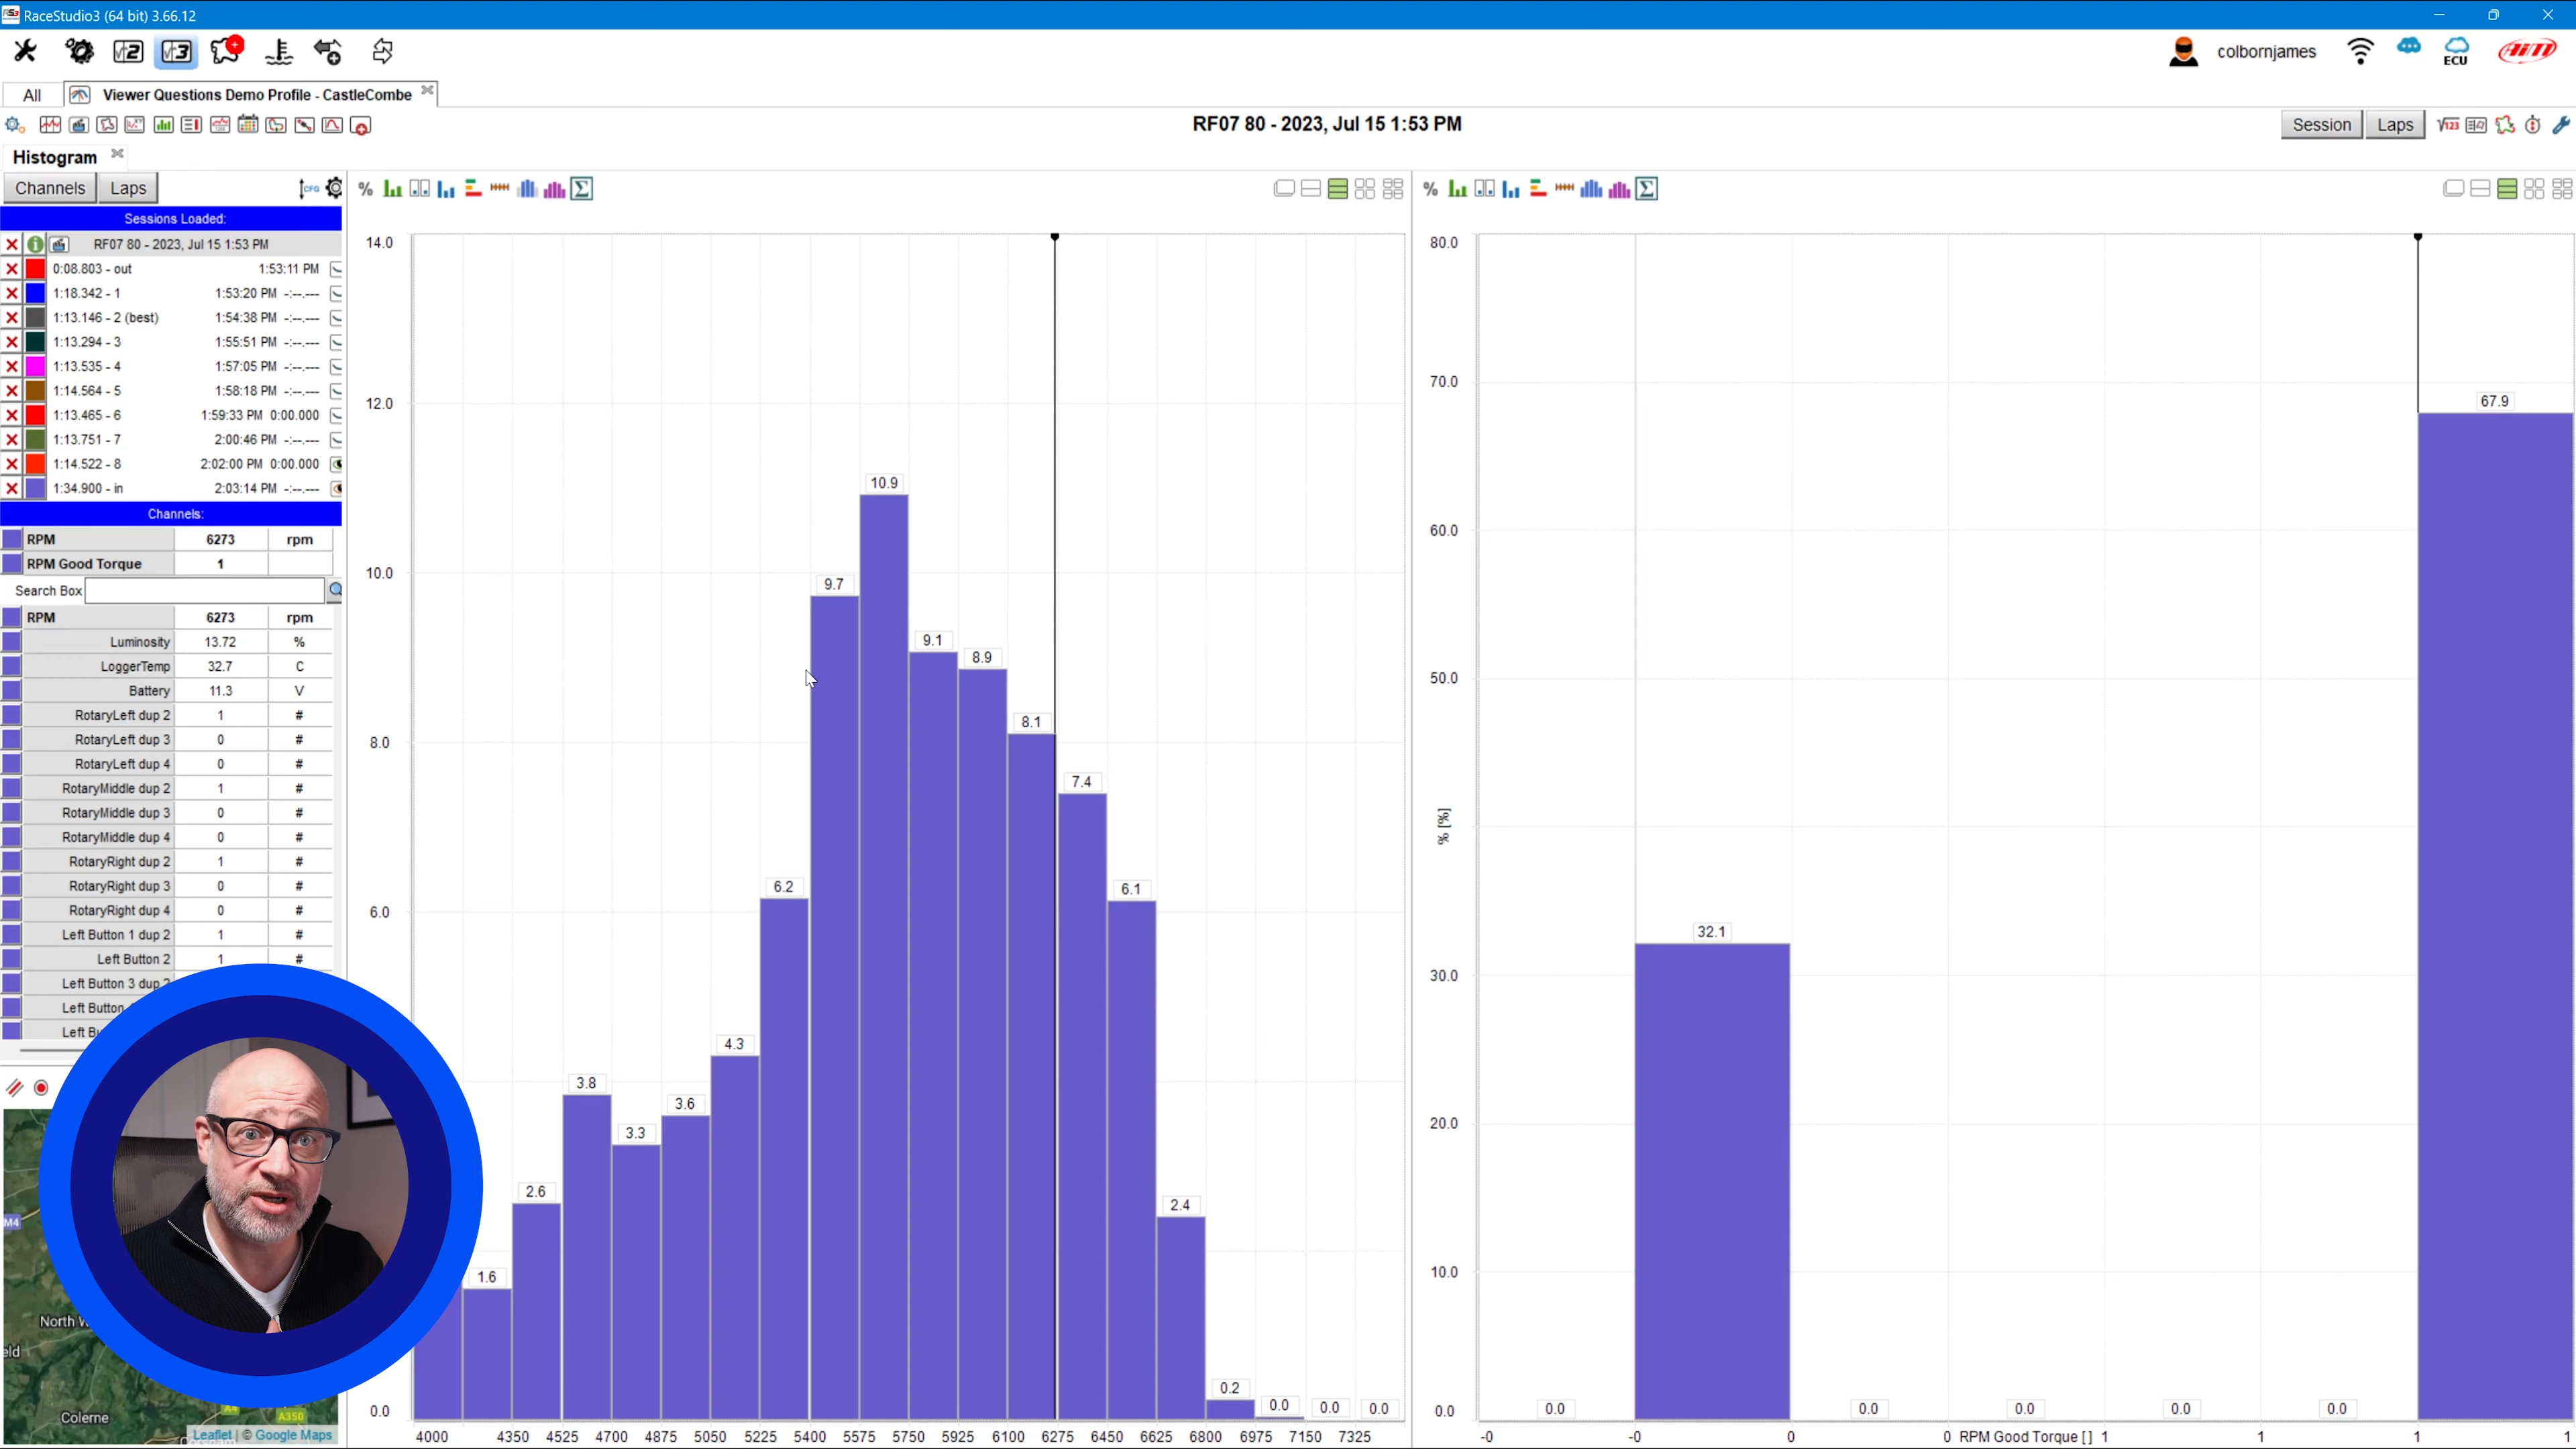 RaceStudio3 (64 bit) 3.66.12
colbornjames
ECU
AiM
All
Viewer Questions Demo Profile - CastleCombe
RF07 80 - 2023, Jul 15 1:53 PM
Session
Laps
Histogram
Channels
Laps
CFG
%
%
Sessions Loaded:
RF07 80 - 2023, Jul 15 1:53 PM
0:08.803 - out 1:53:11 PM
1:18.342 - 1 1:53:20 PM -:--.---
1:13.146 - 2 (best) 1:54:38 PM -:--.---
1:13.294 - 3 1:55:51 PM -:--.---
1:13.535 - 4 1:57:05 PM -:--.---
1:14.564 - 5 1:58:18 PM -:--.---
1:13.465 - 6 1:59:33 PM 0:00.000
1:13.751 - 7 2:00:46 PM -:--.---
1:14.522 - 8 2:02:00 PM 0:00.000
1:34.900 - in 2:03:14 PM -:--.---
Channels:
RPM 6273 rpm
RPM Good Torque 1
Search Box
RPM 6273 rpm
Luminosity 13.72 %
LoggerTemp 32.7 C
Battery 11.3 V
RotaryLeft dup 2 1 #
RotaryLeft dup 3 0 #
RotaryLeft dup 4 0 #
RotaryMiddle dup 2 1 #
RotaryMiddle dup 3 0 #
RotaryMiddle dup 4 0 #
RotaryRight dup 2 1 #
RotaryRight dup 3 0 #
RotaryRight dup 4 0 #
Left Button 1 dup 2 1 #
Left Button 2 1 #
Left Button 3 dup
Left Button
Left
M4
North
Colerne
A4
A350
Leaflet | © Google Maps
14.0
12.0
10.0
8.0
6.0
0.0
1.6
2.6
3.8
3.3
3.6
4.3
6.2
9.7
10.9
9.1
8.9
8.1
7.4
6.1
2.4
0.2
0.0
0.0
0.0
4000 4350 4525 4700 4875 5050 5225 5400 5575 5750 5925 6100 6275 6450 6625 6800 6975 7150 7325
80.0
70.0
60.0
50.0
% [%]
30.0
20.0
10.0
0.0
0.0
32.1
0.0
0.0
0.0
0.0
67.9
-0 -0 0 0 RPM Good Torque [] 1 1 1 1